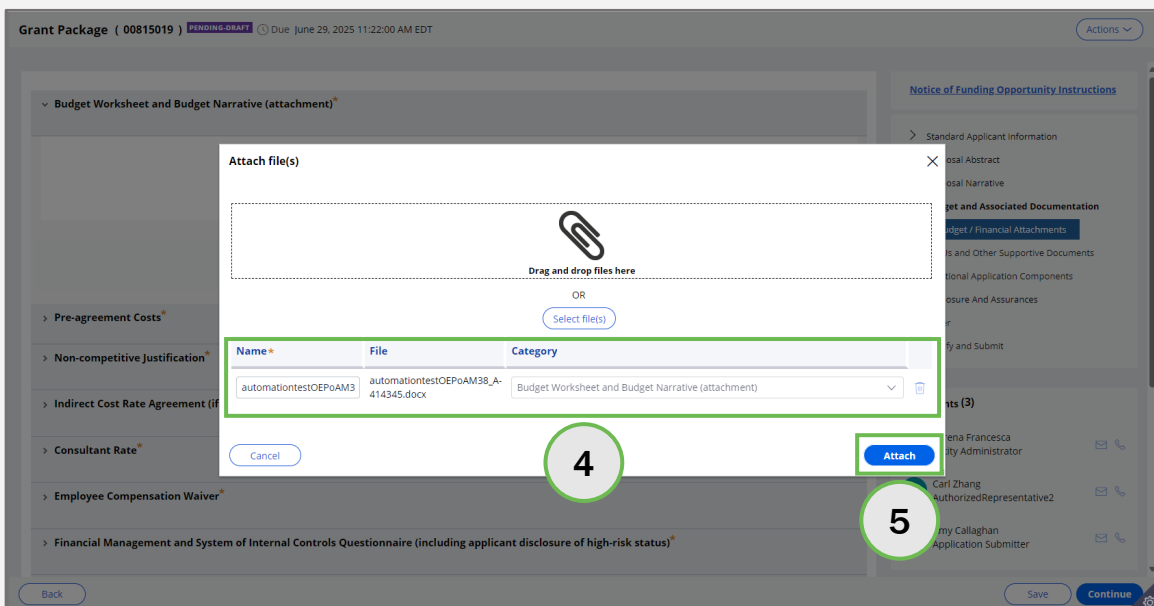 Grant Package ( 00815019 ) PENDING-DRAFT Due June 29, 2025 11:22:00 AM EDT
Actions
Budget Worksheet and Budget Narrative (attachment)*
Pre-agreement Costs*
Non-competitive Justification*
Indirect Cost Rate Agreement (if
Consultant Rate*
Employee Compensation Waiver*
Financial Management and System of Internal Controls Questionnaire (including applicant disclosure of high-risk status)*
Attach file(s)
Drag and drop files here
OR
Select file(s)
Name* File Category
automationtestOEPoAM3
automationtestOEPoAM38_A-
414345.docx
Budget Worksheet and Budget Narrative (attachment)
Cancel
4
Attach
5
Notice of Funding Opportunity Instructions
Standard Applicant Information
osal Abstract
osal Narrative
get and Associated Documentation
udget / Financial Attachments
s and Other Supportive Documents
tional Application Components
osure And Assurances
r
fy and Submit
nts (3)
ena Francesca
ity Administrator
Carl Zhang
AuthorizedRepresentative2
my Callaghan
Application Submitter
Back
Save
Continue